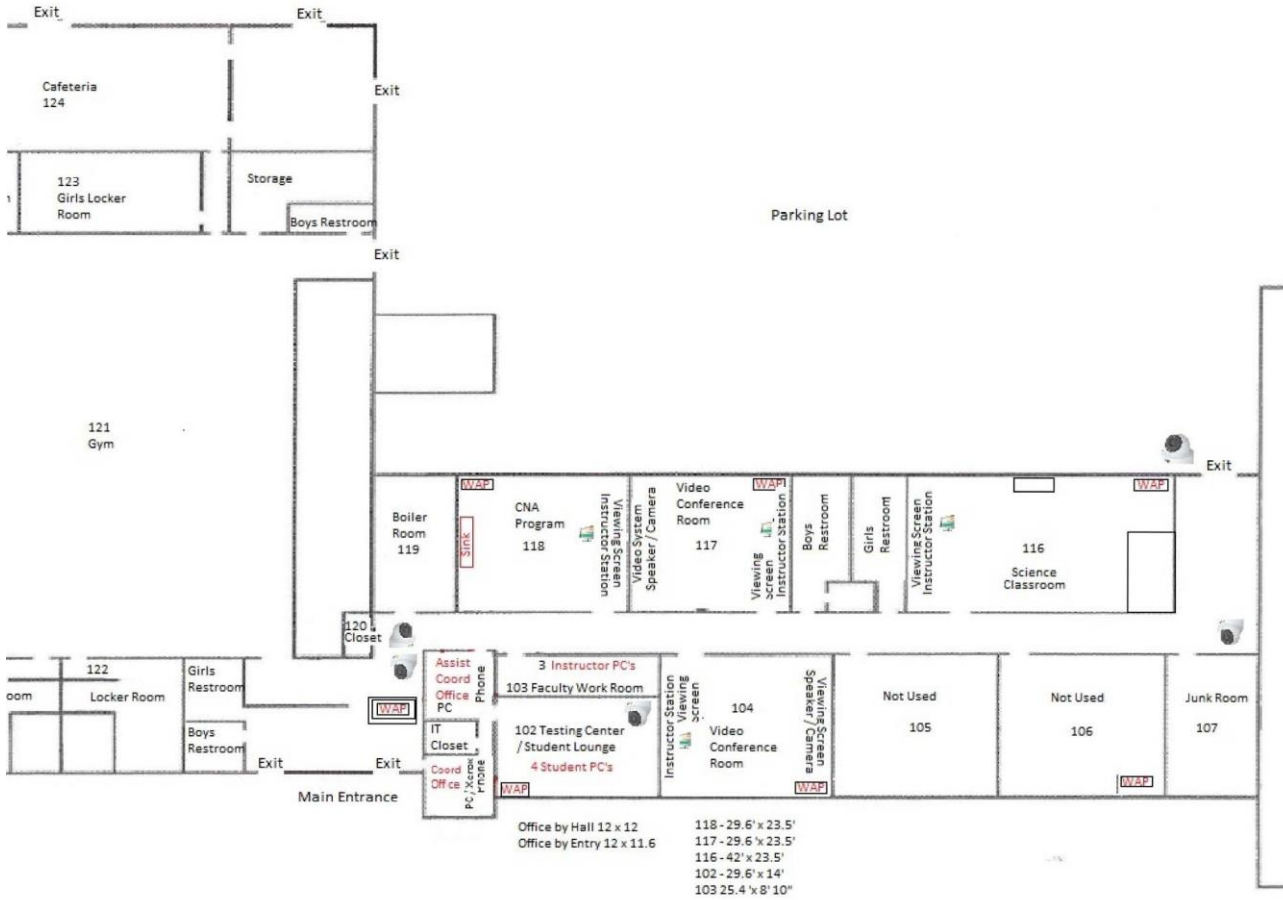 Exit
Exit
Cafeteria
124
Exit
123
Girls Locker
Room
Storage
Boys Restroom
Exit
Parking Lot
121
Gym
Exit
WAP
CNA
Program
118
Sink
Viewing Screen
Instructor Station
Video System
Speaker / Camera
Video
Conference
Room
117
WAP
Viewing
Screen
Instructor Station
Boys
Restroom
Girls
Restroom
Viewing Screen
Instructor Station
116
Science
Classroom
WAP
Boiler
Room
119
120
Closet
oom
122
Locker Room
Girls
Restroom
Boys
Restroom
WAP
Assist
Coord
Office
PC
Phone
IT
Closet
Coord
Office
PC / Xerox
Phone
3 Instructor PC's
103 Faculty Work Room
102 Testing Center
/ Student Lounge
4 Student PC's
WAP
Instructor Station
Viewing
Screen
104
Video
Conference
Room
Viewing Screen
Speaker / Camera
WAP
Not Used
105
Not Used
106
WAP
Junk Room
107
Exit
Exit
Main Entrance
Office by Hall 12 x 12
Office by Entry 12 x 11.6
118 - 29.6' x 23.5'
117 - 29.6' x 23.5'
116 - 42' x 23.5'
102 - 29.6' x 14'
103 25.4 'x 8' 10"